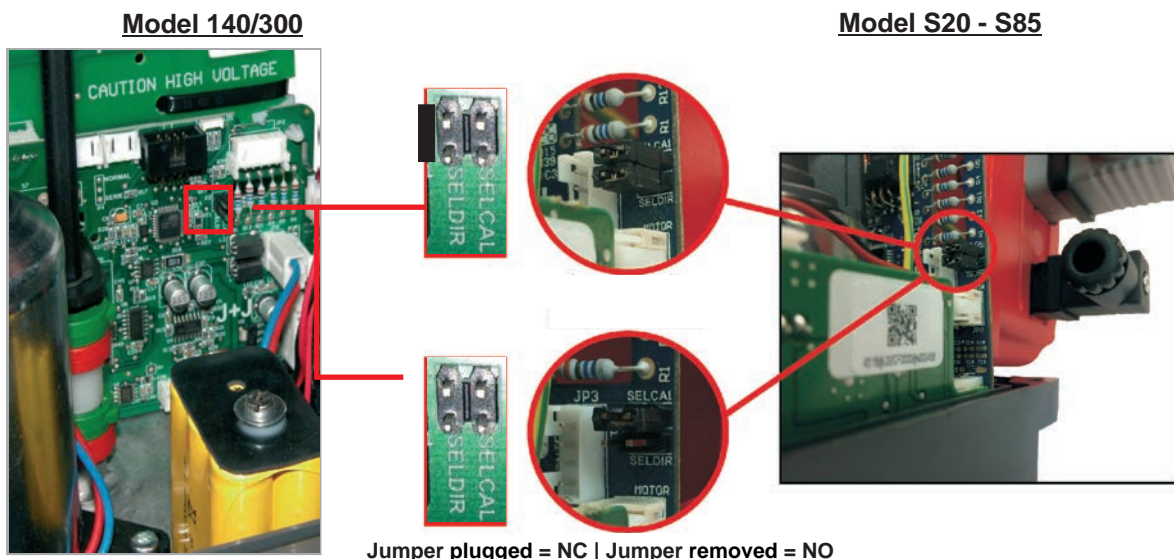 Model 140/300
Model S20 - S85
CAUTION HIGH VOLTAGE
NORMAL
J+J
SELDIR
SELCAL
R1
SELCAL
SELDIR
MOTOR
SELDIR
SELCAL
R1
JP3
SELCAL
SELDIR
MOTOR
Jumper plugged = NC | Jumper removed = NO